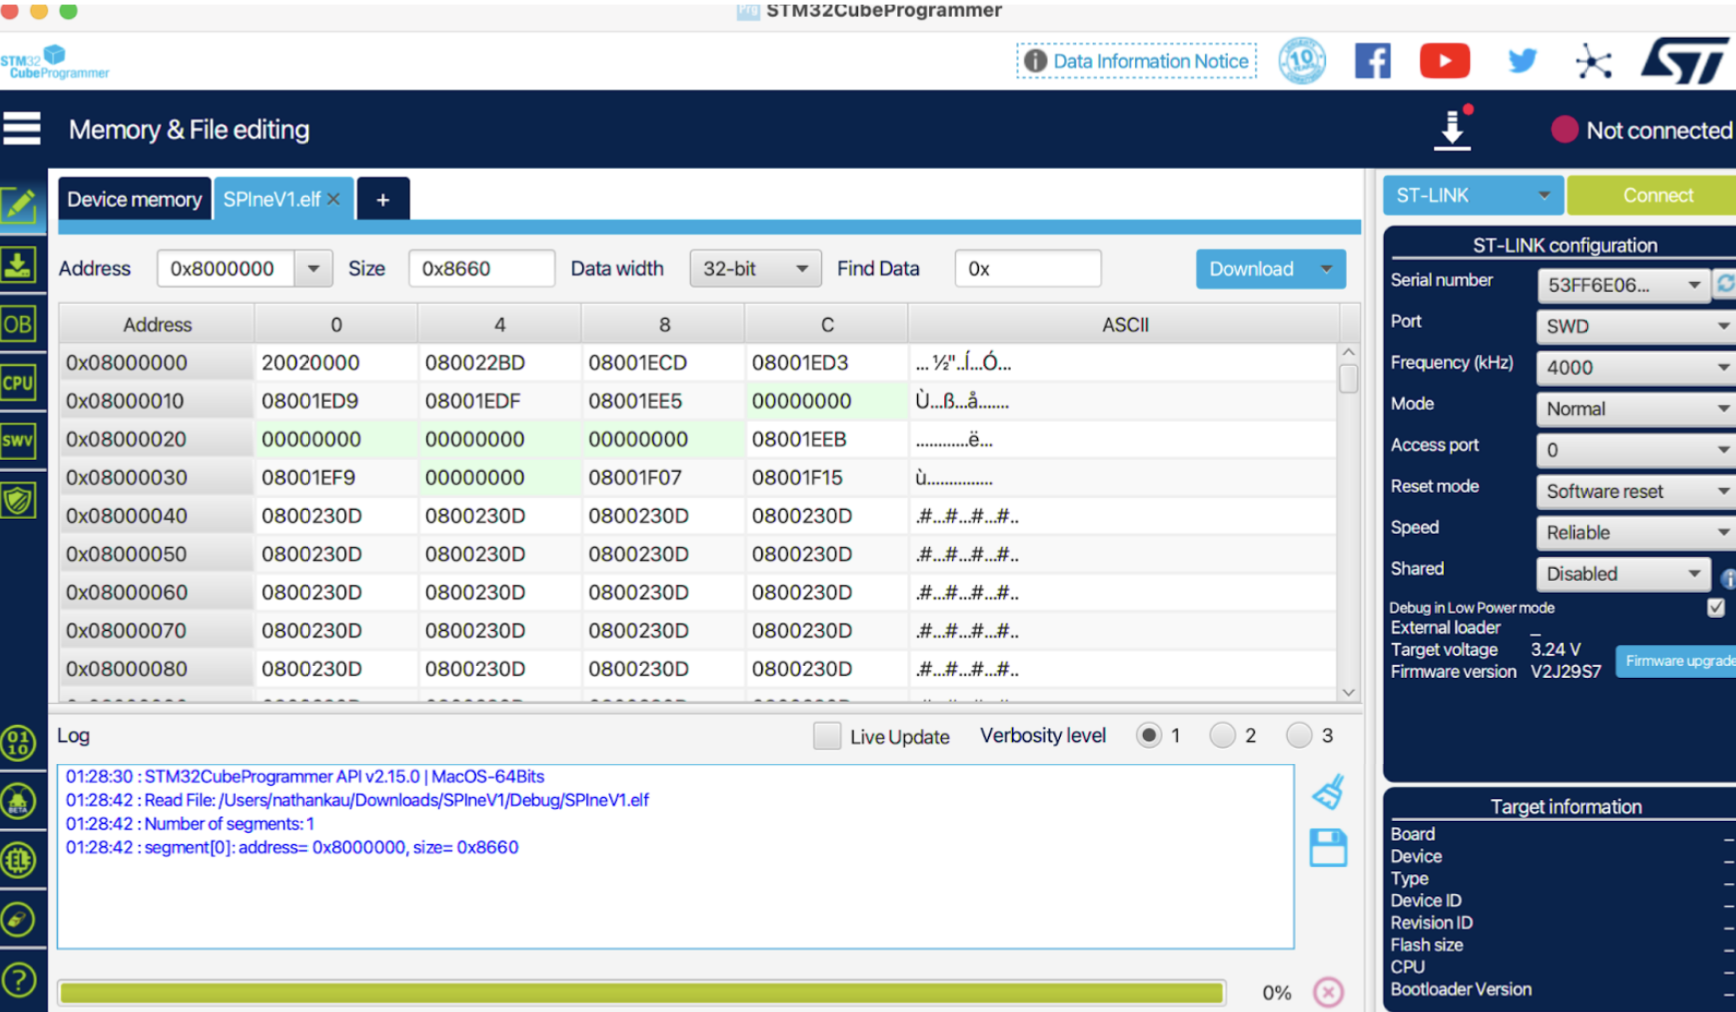 Prg STM32CubeProgrammer
STM32
CubeProgrammer
i Data Information Notice
10
ST
Memory & File editing
Not connected
Device memory SPIneV1.elf × +
ST-LINK Connect
Address 0x8000000 Size 0x8660 Data width 32-bit Find Data 0x Download
ST-LINK configuration
Serial number 53FF6E06...
Port SWD
Frequency (kHz) 4000
Mode Normal
Access port 0
Reset mode Software reset
Speed Reliable
Shared Disabled
Debug in Low Power mode
External loader _
Target voltage 3.24 V
Firmware version V2J29S7 Firmware upgrade
Address 0 4 8 C ASCII
0x08000000 20020000 080022BD 08001ECD 08001ED3 ... ½"..Í...Ó...
0x08000010 08001ED9 08001EDF 08001EE5 00000000 Ù...ß...å.......
0x08000020 00000000 00000000 00000000 08001EEB ............ë...
0x08000030 08001EF9 00000000 08001F07 08001F15 ù...............
0x08000040 0800230D 0800230D 0800230D 0800230D .#...#...#...#..
0x08000050 0800230D 0800230D 0800230D 0800230D .#...#...#...#..
0x08000060 0800230D 0800230D 0800230D 0800230D .#...#...#...#..
0x08000070 0800230D 0800230D 0800230D 0800230D .#...#...#...#..
0x08000080 0800230D 0800230D 0800230D 0800230D .#...#...#...#..
OB
CPU
SWV
01
10
BETA
Log Live Update Verbosity level 1 2 3
01:28:30 : STM32CubeProgrammer API v2.15.0 | MacOS-64Bits
01:28:42 : Read File: /Users/nathankau/Downloads/SPIneV1/Debug/SPIneV1.elf
01:28:42 : Number of segments: 1
01:28:42 : segment[0]: address= 0x8000000, size= 0x8660
0%
Target information
Board _
Device _
Type _
Device ID _
Revision ID _
Flash size _
CPU _
Bootloader Version _
?